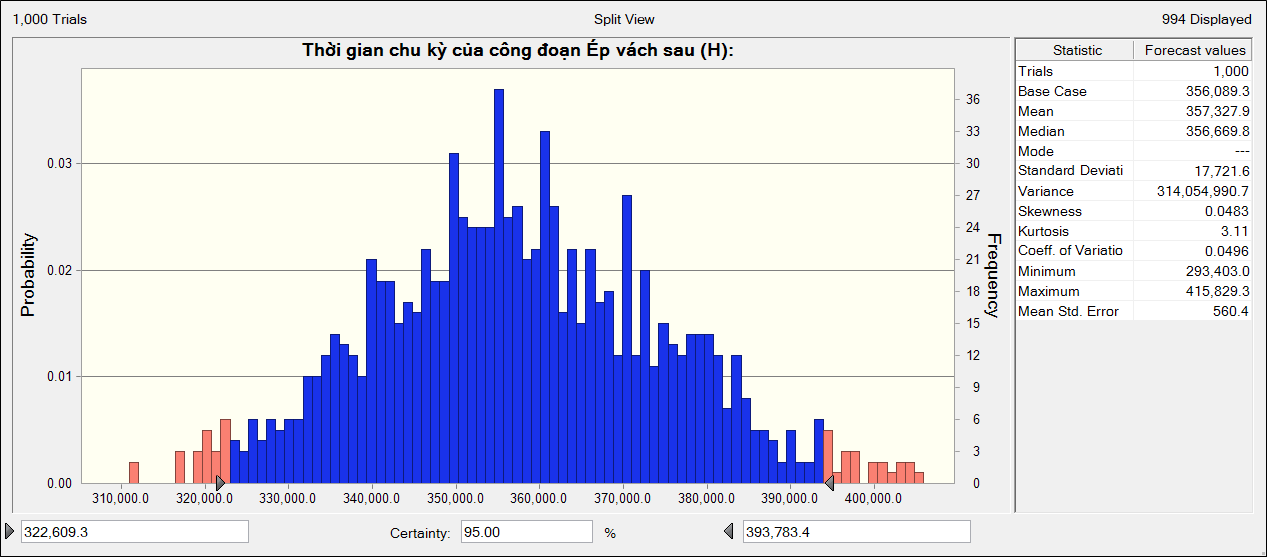 1,000 Trials
Split View
994 Displayed
Thời gian chu kỳ của công đoạn Ép vách sau (H):
Probability
0.03
0.02
0.01
0.00
36
33
30
27
24
21
18
15
12
9
6
3
0
Frequency
310,000.0 320,000.0 330,000.0 340,000.0 350,000.0 360,000.0 370,000.0 380,000.0 390,000.0 400,000.0
Statistic Forecast values
Trials 1,000
Base Case 356,089.3
Mean 357,327.9
Median 356,669.8
Mode ---
Standard Deviati 17,721.6
Variance 314,054,990.7
Skewness 0.0483
Kurtosis 3.11
Coeff. of Variatio 0.0496
Minimum 293,403.0
Maximum 415,829.3
Mean Std. Error 560.4
322,609.3 Certainty: 95.00 % 393,783.4